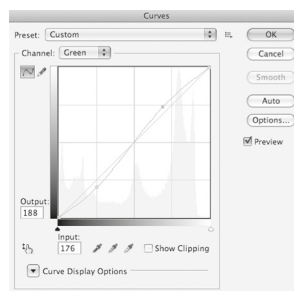 Curves
Preset: Custom
OK
Channel: Green
Cancel
Smooth
Auto
Options...
Preview
Output:
188
Input:
176
Show Clipping
Curve Display Options